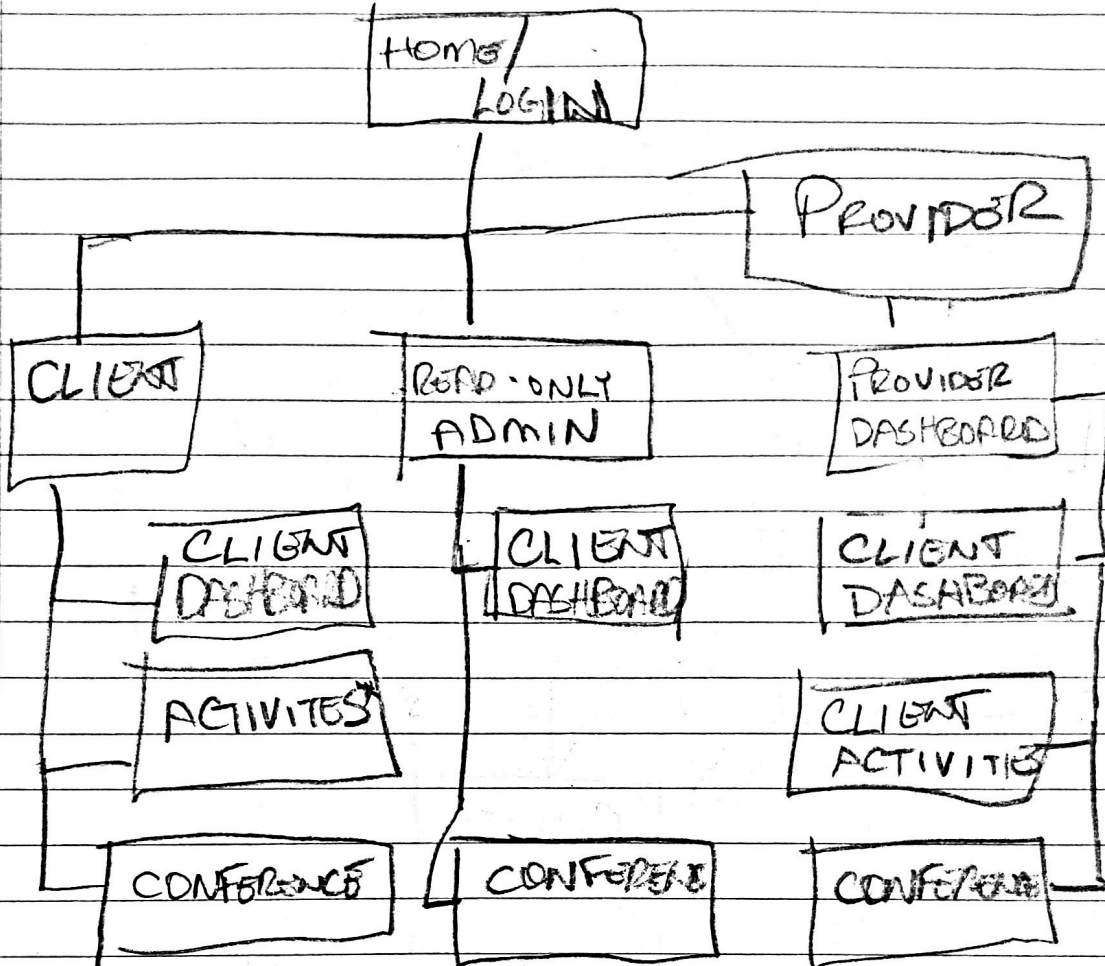 HOME/
LOGIN
PROVIDER
CLIENT
READ-ONLY
ADMIN
PROVIDER
DASHBOARD
CLIENT
DASHBOARD
CLIENT
DASHBOARD
CLIENT
DASHBOARD
ACTIVITES
CLIENT
ACTIVITIES
CONFERENCE
CONFERENCE
CONFERENCE